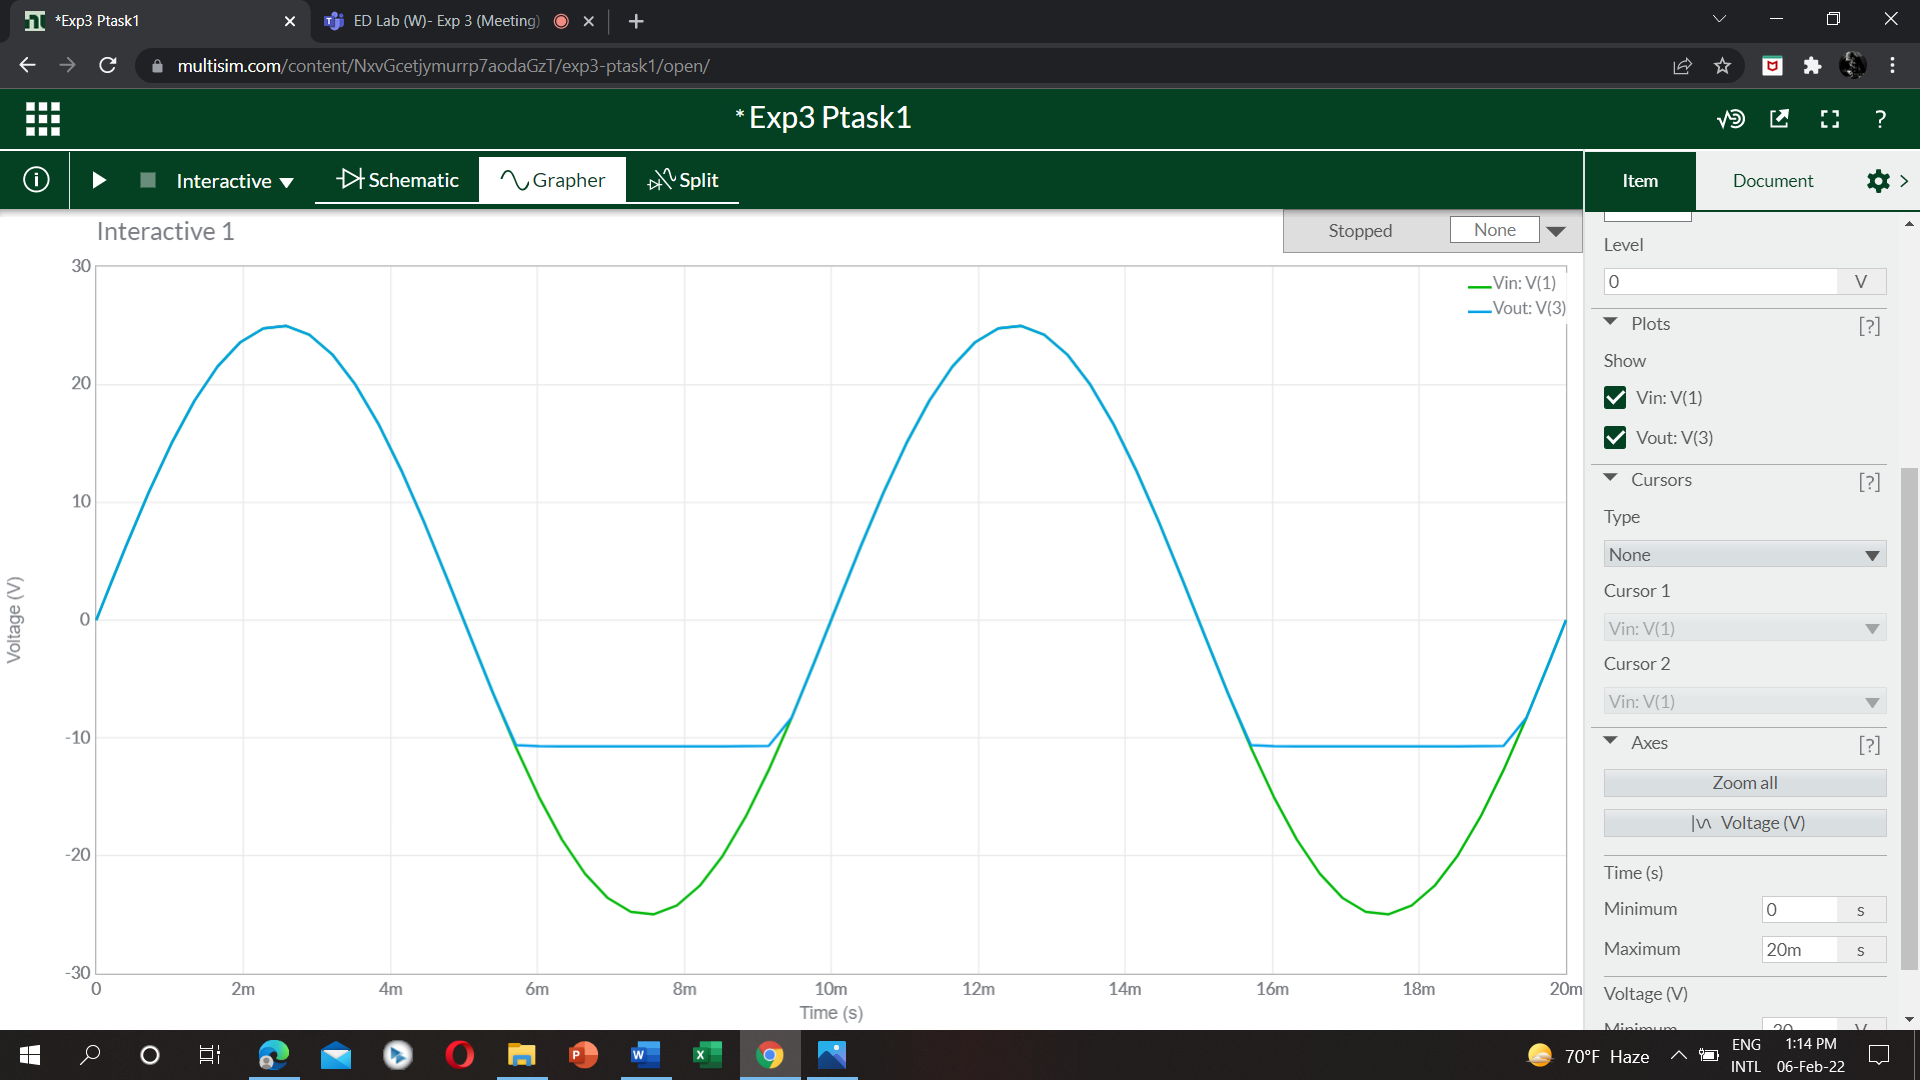 *Exp3 Ptask1
ED Lab (W)- Exp 3 (Meeting)
multisim.com/content/NxvGcetjymurrp7aodaGzT/exp3-ptask1/open/
*Exp3 Ptask1
?
Interactive
Schematic
Grapher
Split
Item
Document
Interactive 1
Stopped
None
Vin: V(1)
Vout: V(3)
30
20
10
0
-10
-20
-30
Voltage (V)
0 2m 4m 6m 8m 10m 12m 14m 16m 18m 20m
Time (s)
Level
0 V
Plots [?]
Show
Vin: V(1)
Vout: V(3)
Cursors [?]
Type
None
Cursor 1
Vin: V(1)
Cursor 2
Vin: V(1)
Axes [?]
Zoom all
Voltage (V)
Time (s)
Minimum 0 s
Maximum 20m s
Voltage (V)
Minimum -30 V
70°F Haze
ENG
INTL
1:14 PM
06-Feb-22